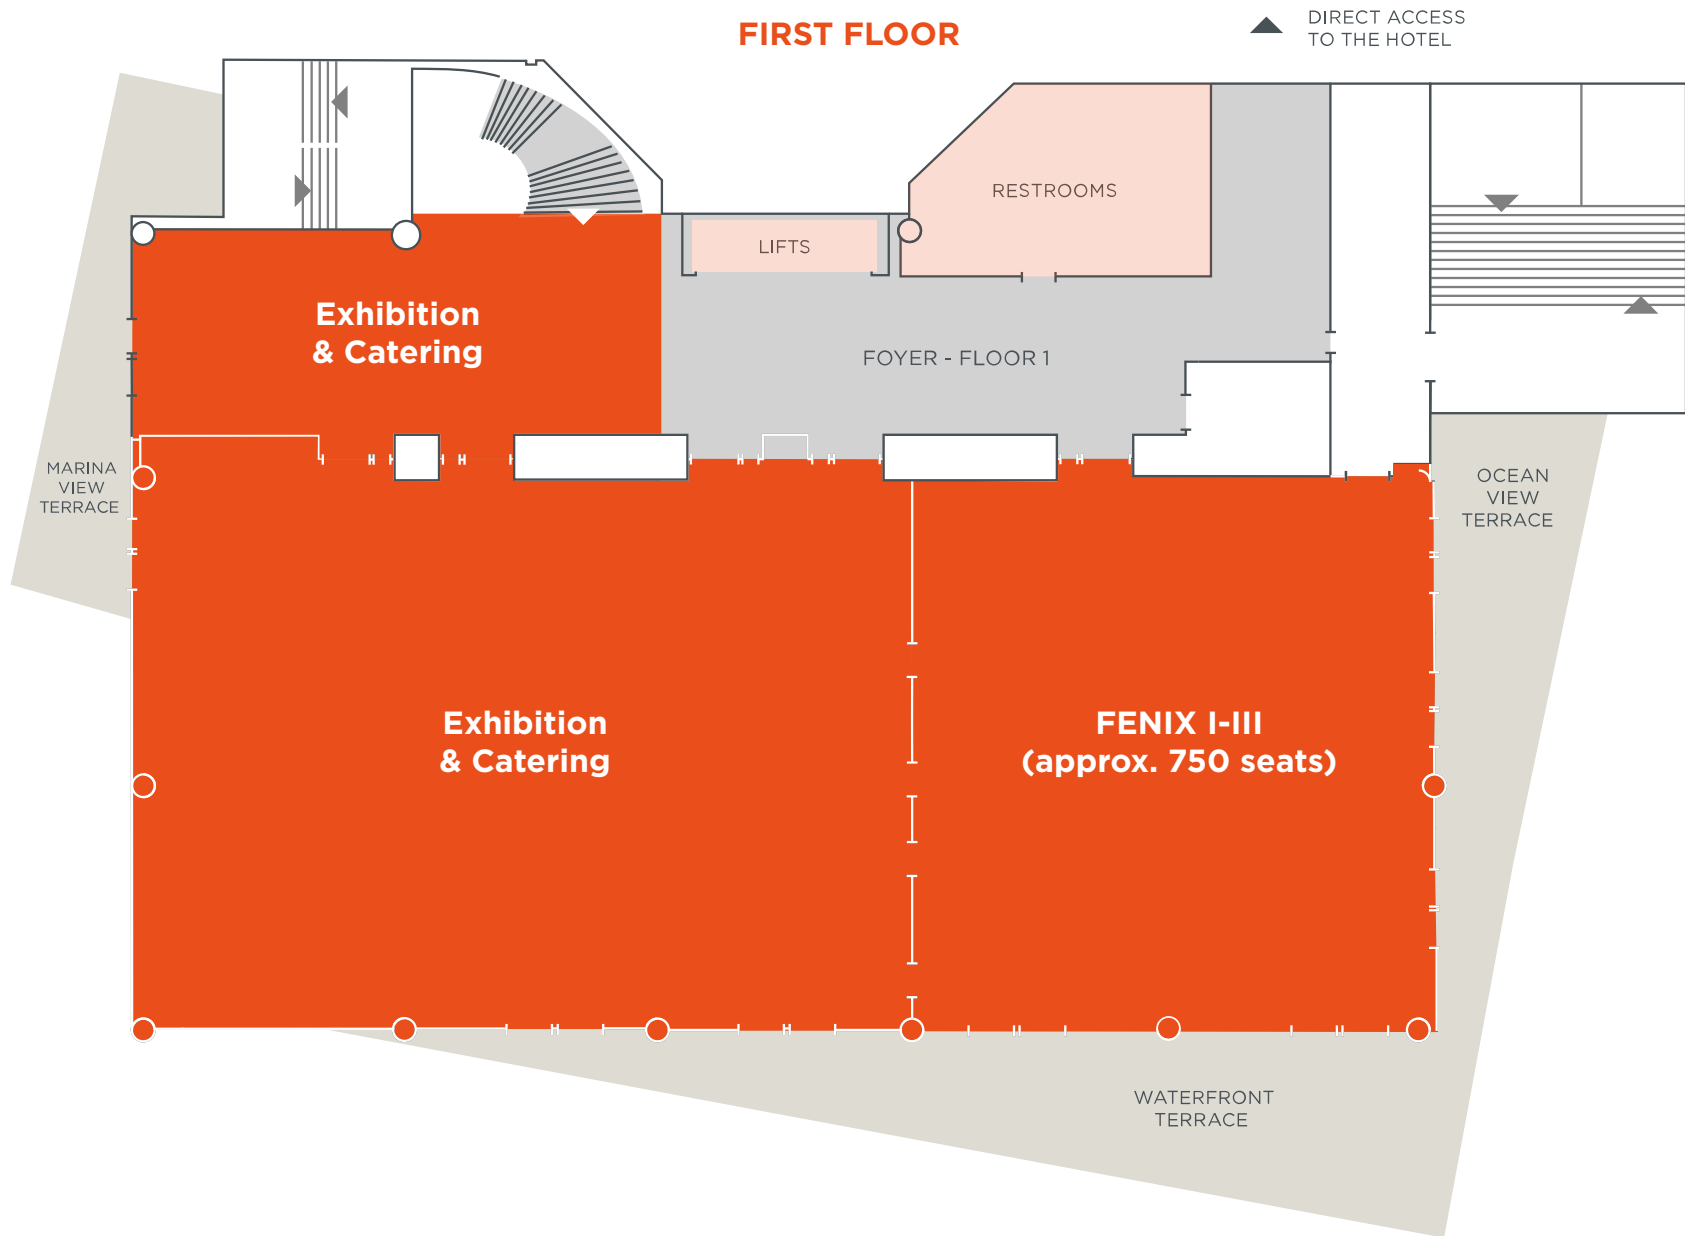 FIRST FLOOR
DIRECT ACCESS
TO THE HOTEL
RESTROOMS
LIFTS
Exhibition
& Catering
FOYER - FLOOR 1
MARINA
VIEW
TERRACE
OCEAN
VIEW
TERRACE
Exhibition
& Catering
FENIX I-III
(approx. 750 seats)
WATERFRONT
TERRACE